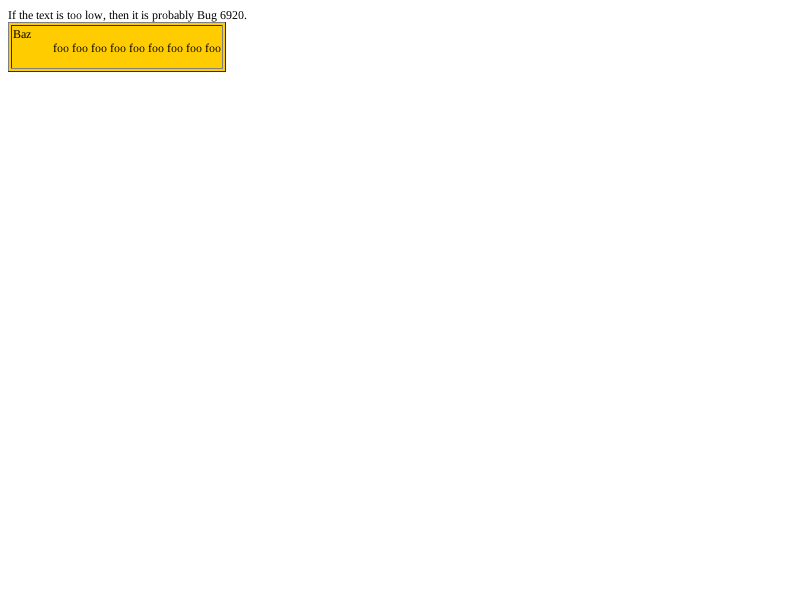 If the text is too low, then it is probably Bug 6920.
Baz
foo foo foo foo foo foo foo foo foo